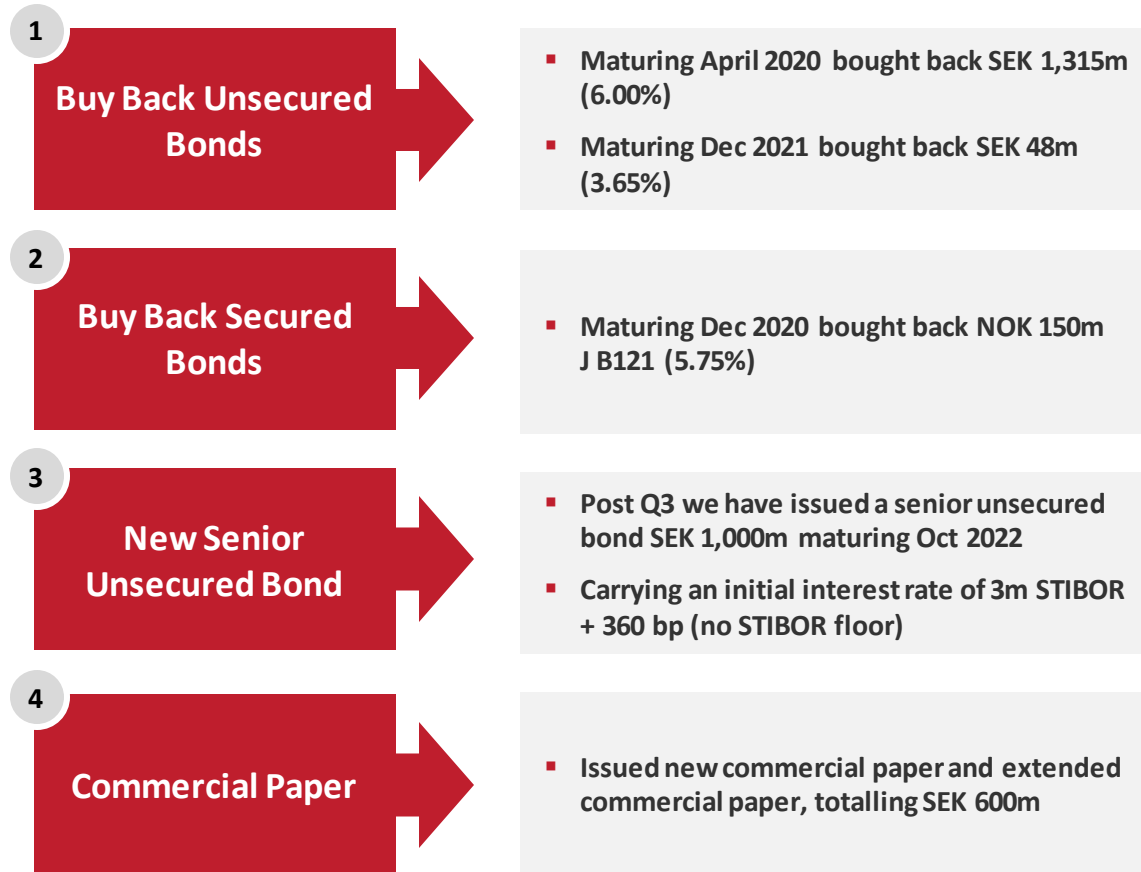 1
Buy Back Unsecured
Bonds
▪ Maturing April 2020 bought back SEK 1,315m
(6.00%)
▪ Maturing Dec 2021 bought back SEK 48m
(3.65%)
2
Buy Back Secured
Bonds
▪ Maturing Dec 2020 bought back NOK 150m
J B121 (5.75%)
3
New Senior
Unsecured Bond
▪ Post Q3 we have issued a senior unsecured
bond SEK 1,000m maturing Oct 2022
▪ Carrying an initial interest rate of 3m STIBOR
+ 360 bp (no STIBOR floor)
4
Commercial Paper
▪ Issued new commercial paper and extended
commercial paper, totalling SEK 600m